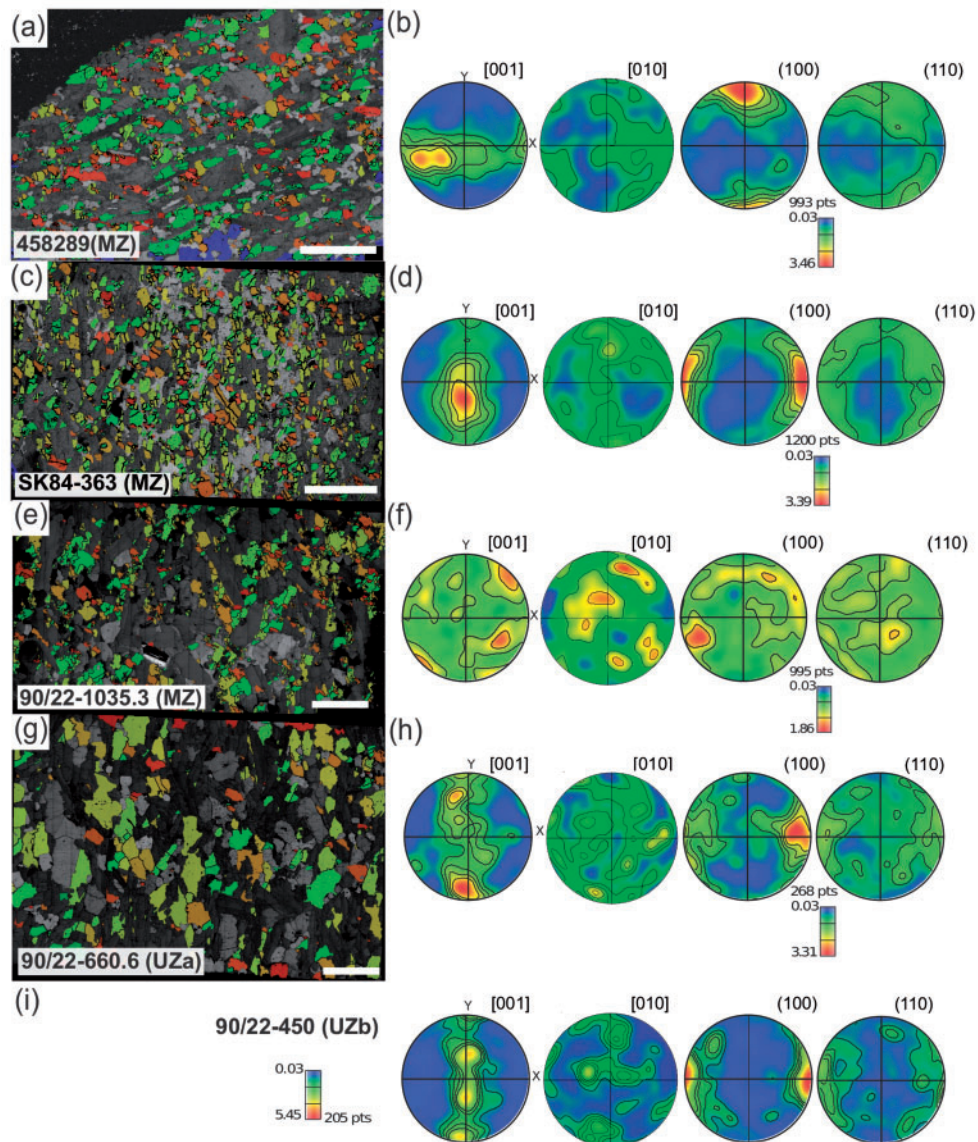 (a)
458289(MZ)
(b)
Y [001] [010] (100) (110)
X
993 pts
0.03
3.46
(c)
SK84-363 (MZ)
(d)
Y [001] [010] (100) (110)
X
1200 pts
0.03
3.39
(e)
90/22-1035.3 (MZ)
(f)
Y [001] [010] (100) (110)
X
995 pts
0.03
1.86
(g)
90/22-660.6 (UZa)
(h)
Y [001] [010] (100) (110)
X
268 pts
0.03
3.31
(i)
90/22-450 (UZb)
0.03
5.45 205 pts
Y [001] [010] (100) (110)
X